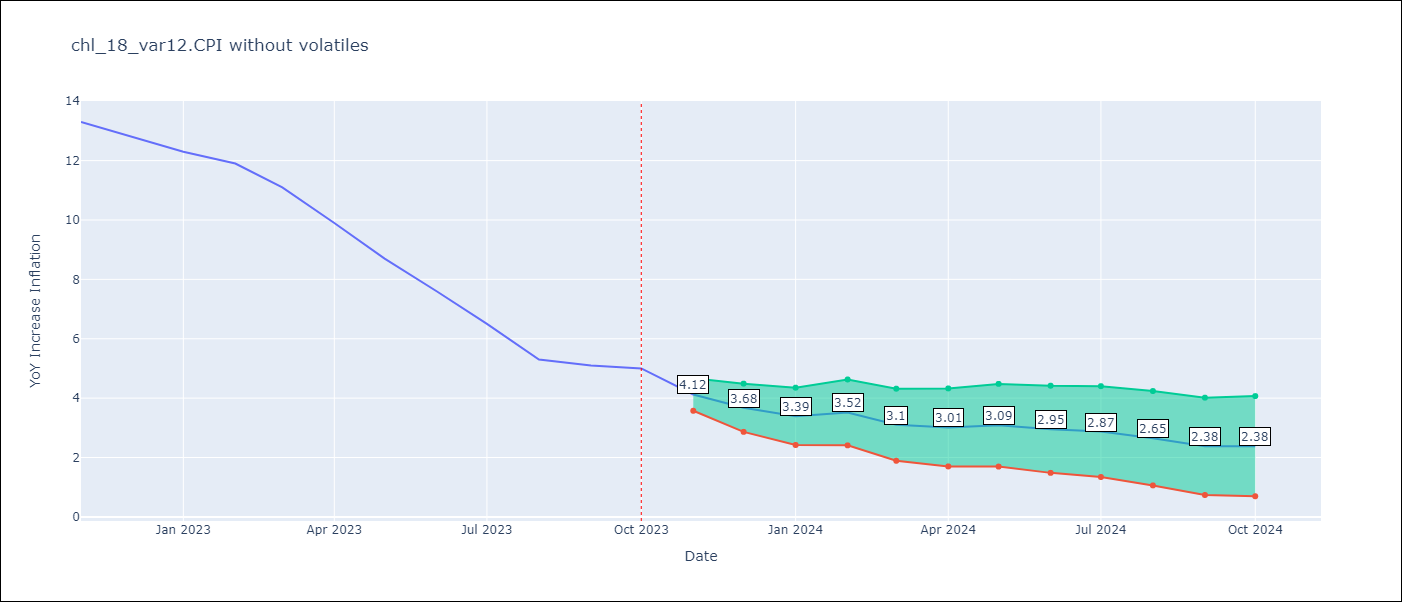 chl_18_var12.CPI without volatiles
14
12
10
8
6
4
2
0
YoY Increase Inflation
4.12
3.68
3.39
3.52
3.1
3.01
3.09
2.95
2.87
2.65
2.38
2.38
Jan 2023
Apr 2023
Jul 2023
Oct 2023
Jan 2024
Apr 2024
Jul 2024
Oct 2024
Date